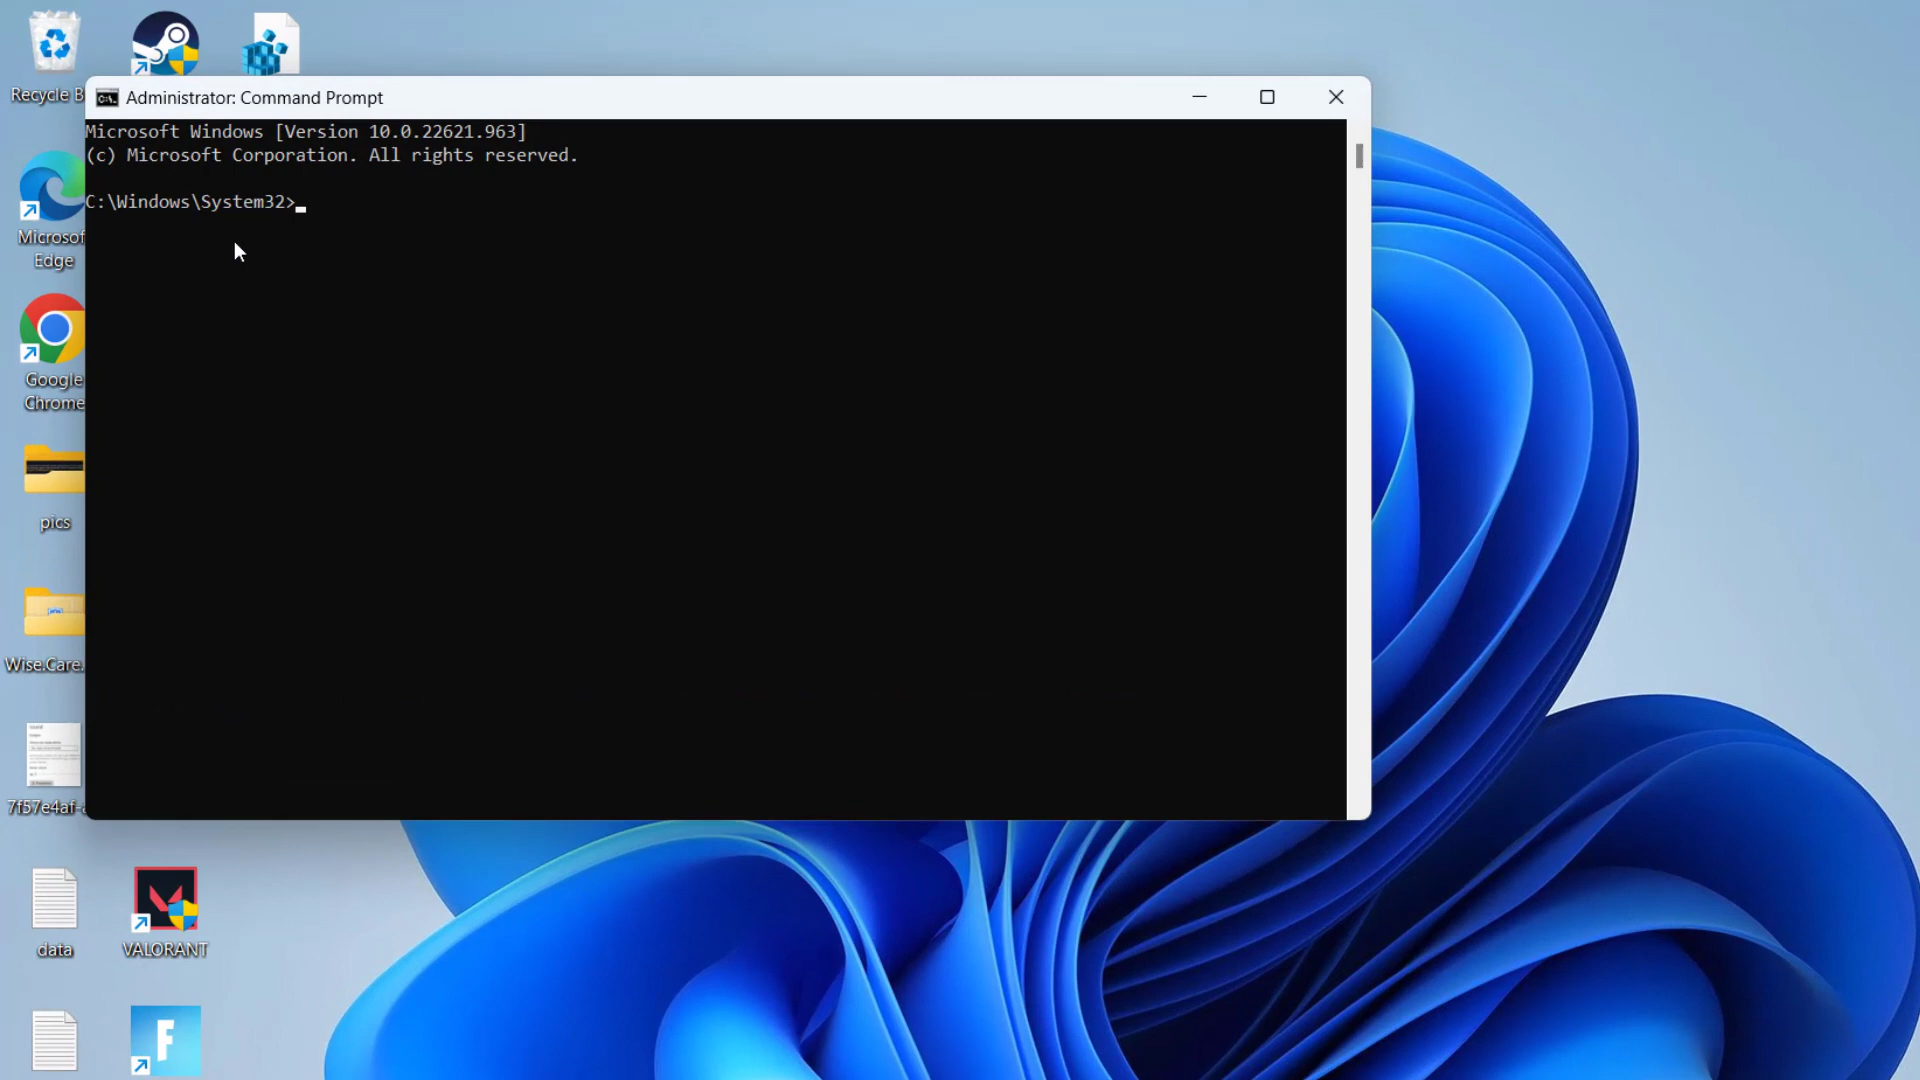 Recycle B
Administrator: Command Prompt
Microsoft Windows [Version 10.0.22621.963]
(c) Microsoft Corporation. All rights reserved.
C:\Windows\System32>
Microsof
Edge
Google
Chrome
pics
Wise.Care.
7f57e4af-
data
VALORANT